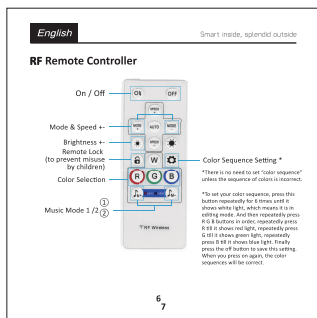 English
Smart inside, splendid outside
RF Remote Controller
On / Off
ON
OFF
SPEED
+
Mode & Speed +-
MODE
-
AUTO
MODE
+
Brightness +-
SPEED
-
Remote Lock
(to prevent misuse
by children)
W
Color Sequence Setting *
Color Selection
R
G
B
*There is no need to set "color sequence"
unless the sequence of colors is incorrect.
Music Mode 1 /2
①
②
RF Wireless
*To set your color sequence, press this
button repeatedly for 6 times until it
shows white light, which means it is in
editing mode. And then repeatedly press
R G B buttons in order, repeatedly press
R till it shows red light, repeatedly press
G till it shows green light, repeatedly
press B till it shows blue light. Finally
press the off button to save this setting.
When you press on again, the color
sequences will be correct.
6
7